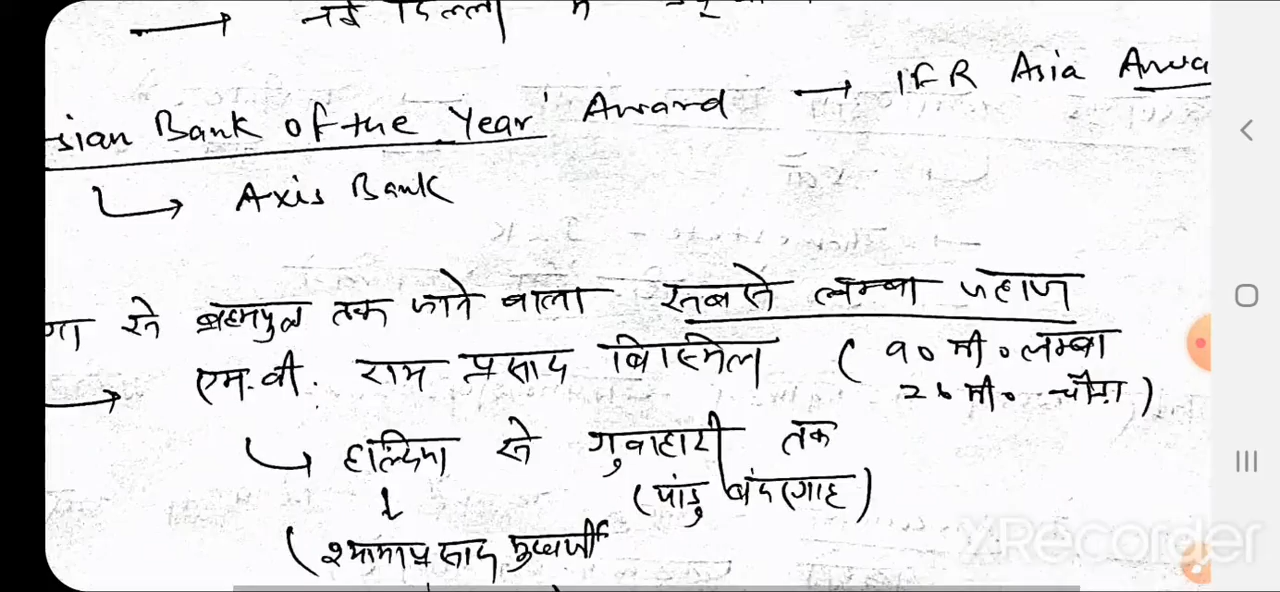 → नई दिल्ली में
sian Bank of the Year' Award → IFR Asia Awa
↳ Axis Bank
गा से ब्रह्मपुत्र तक जाने वाला सबसे लम्बा जहाज
→ एम.वी. राम प्रसाद बिस्मिल ( 90 मी० लम्बा
26 मी० चौड़ा )
↳ हल्दिया से गुवाहाटी तक
↓ (पांडु बंदरगाह)
(श्यामाप्रसाद मुखर्जी
XRecorder